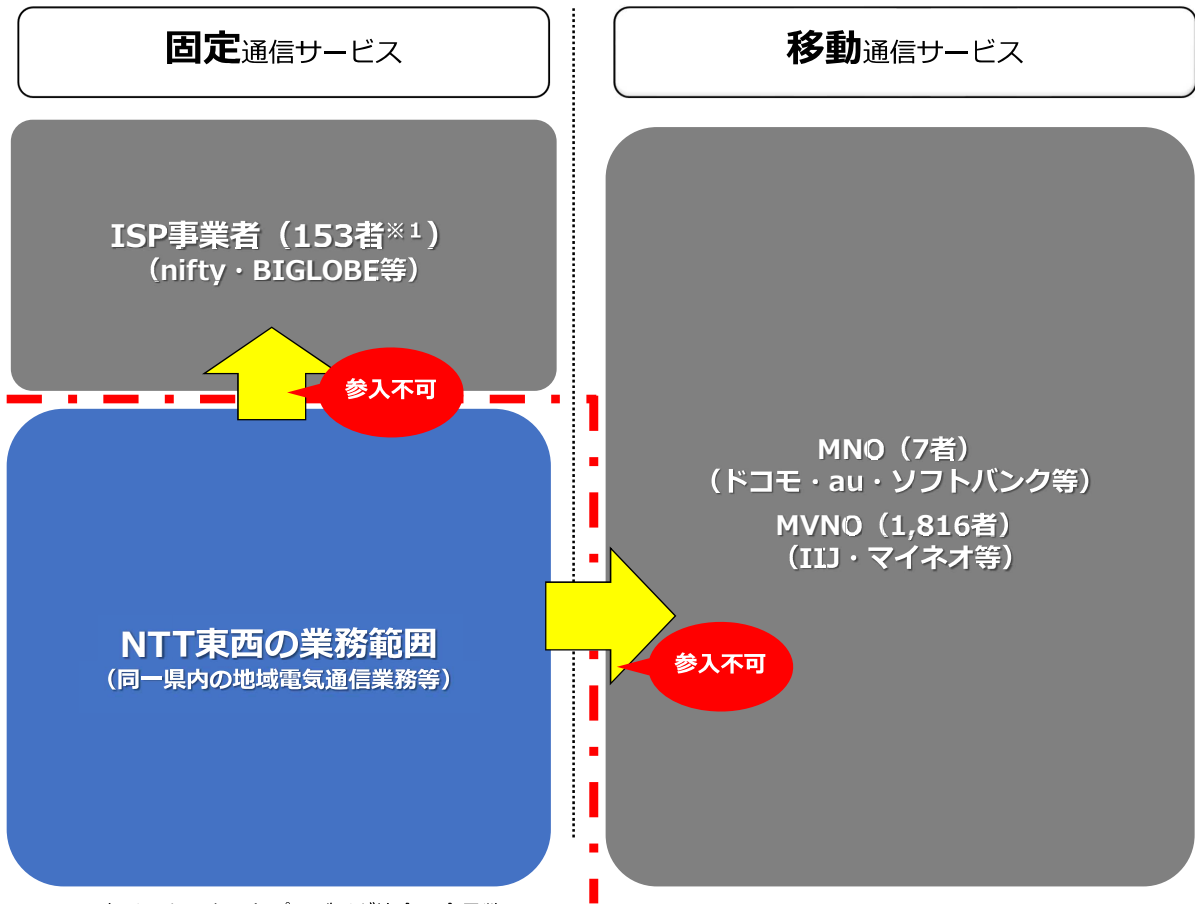 固定通信サービス
移動通信サービス
ISP事業者（153者※1）
（nifty・BIGLOBE等）
参入不可
MNO（7者）
（ドコモ・au・ソフトバンク等）
MVNO（1,816者）
（IIJ・マイネオ等）
NTT東西の業務範囲
（同一県内の地域電気通信業務等）
参入不可